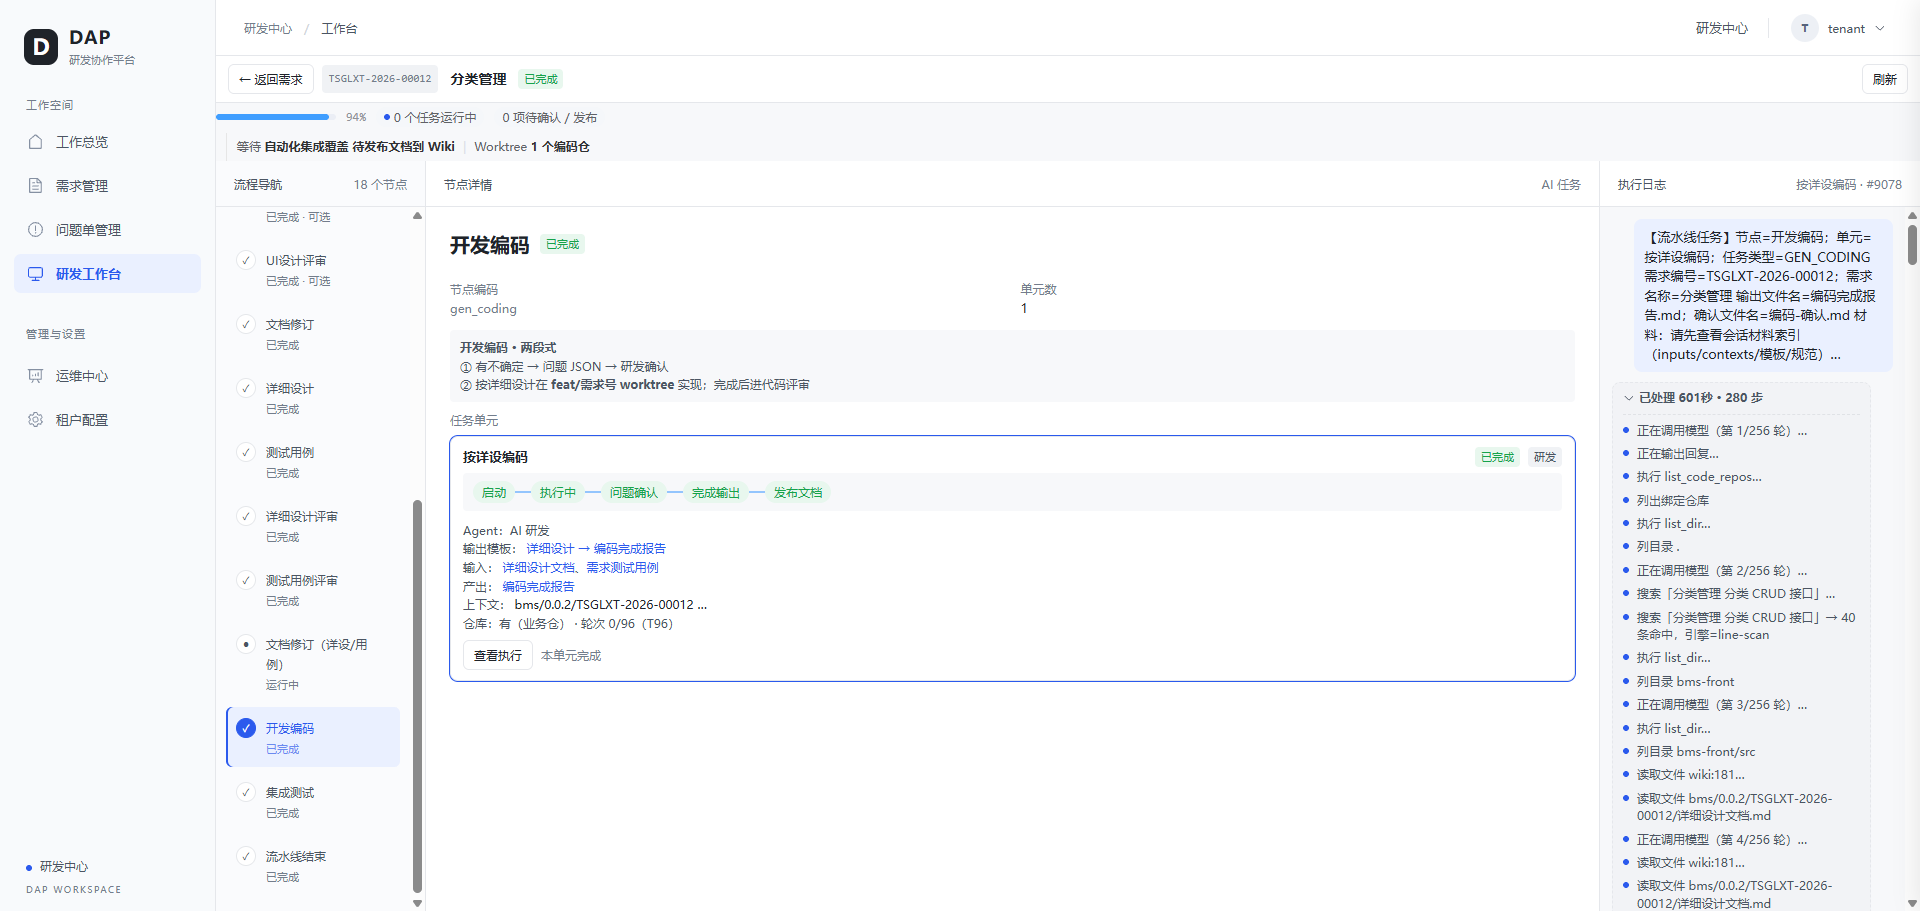 D
DAP
研发协作平台
工作空间
工作总览
需求管理
问题单管理
研发工作台
管理与设置
运维中心
租户配置
研发中心
DAP WORKSPACE
研发中心 / 工作台
研发中心
T
tenant
← 返回需求
TSGLXT-2026-00012
分类管理
已完成
刷新
94%
0 个任务运行中
0 项待确认 / 发布
等待 自动化集成覆盖 待发布文档到 Wiki | Worktree 1 个编码仓
流程导航
18 个节点
已完成 · 可选
UI设计评审
已完成 · 可选
文档修订
已完成
详细设计
已完成
测试用例
已完成
详细设计评审
已完成
测试用例评审
已完成
文档修订（详设/用
例）
运行中
开发编码
已完成
集成测试
已完成
流水线结束
已完成
节点详情
AI 任务
开发编码
已完成
节点编码
gen_coding
单元数
1
开发编码 • 两段式
① 有不确定 → 问题 JSON → 研发确认
② 按详细设计在 feat/需求号 worktree 实现；完成后进代码评审
任务单元
按详设编码
已完成
研发
启动
执行中
问题确认
完成输出
发布文档
Agent： AI 研发
输出模板： 详细设计 → 编码完成报告
输入： 详细设计文档、需求测试用例
产出： 编码完成报告
上下文： bms/0.0.2/TSGLXT-2026-00012 ...
仓库：有（业务仓） · 轮次 0/96（T96）
查看执行
本单元完成
执行日志
按详设编码 · #9078
【流水线任务】节点=开发编码；单元=
按详设编码；任务类型=GEN_CODING
需求编号=TSGLXT-2026-00012；需求
名称=分类管理 输出文件名=编码完成报
告.md；确认文件名=编码-确认.md 材
料：请先查看会话材料索引
（inputs/contexts/模板/规范）...
已处理 601秒 • 280 步
正在调用模型（第 1/256 轮）...
正在输出回复...
执行 list_code_repos...
列出绑定仓库
执行 list_dir...
列目录 .
正在调用模型（第 2/256 轮）...
搜索「分类管理 分类 CRUD 接口」...
搜索「分类管理 分类 CRUD 接口」→ 40
条命中，引擎=line-scan
执行 list_dir...
列目录 bms-front
正在调用模型（第 3/256 轮）...
执行 list_dir...
列目录 bms-front/src
读取文件 wiki:181...
读取文件 bms/0.0.2/TSGLXT-2026-
00012/详细设计文档.md
正在调用模型（第 4/256 轮）...
读取文件 wiki:181...
读取文件 bms/0.0.2/TSGLXT-2026-
00012/详细设计文档.md